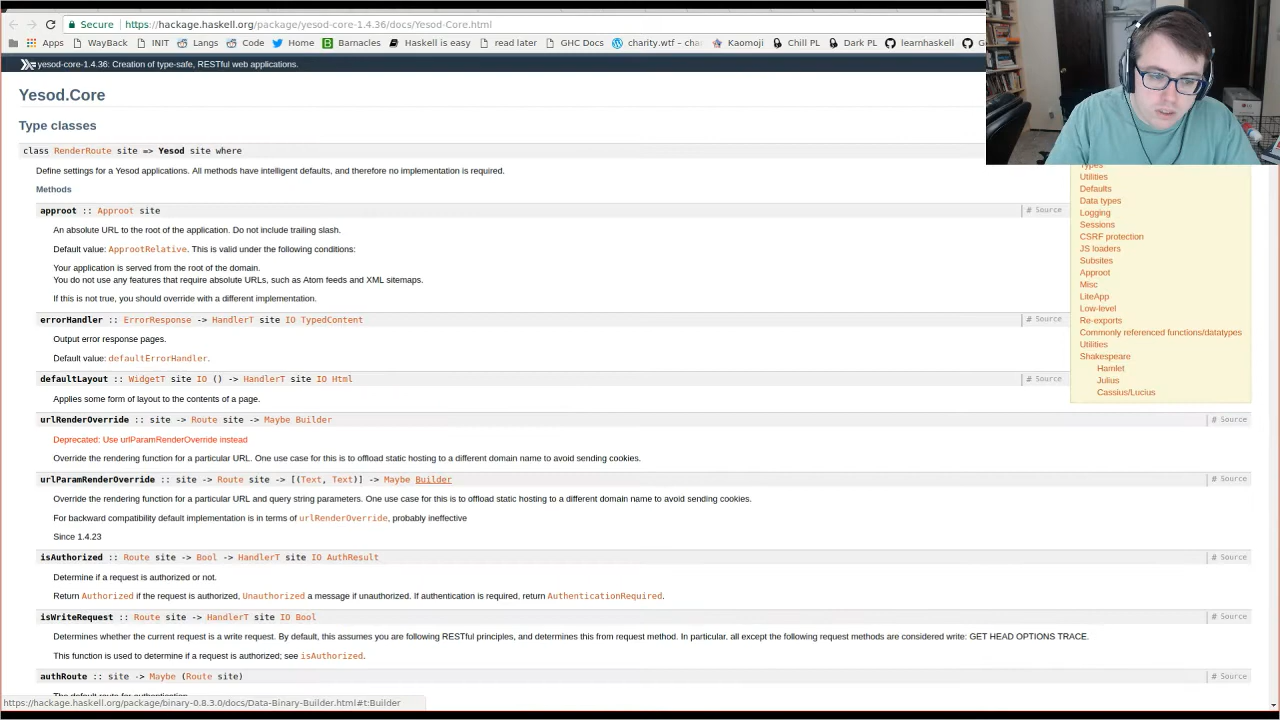 Secure https://hackage.haskell.org/package/yesod-core-1.4.36/docs/Yesod-Core.html
Apps WayBack INIT Langs Code Home Barnacles Haskell is easy read later GHC Docs charity.wtf – cha Kaomoji Chill PL Dark PL learnhaskell
yesod-core-1.4.36: Creation of type-safe, RESTful web applications.
Yesod.Core
Type classes
class RenderRoute site => Yesod site where
Define settings for a Yesod applications. All methods have intelligent defaults, and therefore no implementation is required.
Methods
approot :: Approot site # Source
An absolute URL to the root of the application. Do not include trailing slash.
Default value: ApprootRelative. This is valid under the following conditions:
Your application is served from the root of the domain.
You do not use any features that require absolute URLs, such as Atom feeds and XML sitemaps.
If this is not true, you should override with a different implementation.
errorHandler :: ErrorResponse -> HandlerT site IO TypedContent # Source
Output error response pages.
Default value: defaultErrorHandler.
defaultLayout :: WidgetT site IO () -> HandlerT site IO Html # Source
Applies some form of layout to the contents of a page.
urlRenderOverride :: site -> Route site -> Maybe Builder # Source
Deprecated: Use urlParamRenderOverride instead
Override the rendering function for a particular URL. One use case for this is to offload static hosting to a different domain name to avoid sending cookies.
urlParamRenderOverride :: site -> Route site -> [(Text, Text)] -> Maybe Builder # Source
Override the rendering function for a particular URL and query string parameters. One use case for this is to offload static hosting to a different domain name to avoid sending cookies.
For backward compatibility default implementation is in terms of urlRenderOverride, probably ineffective
Since 1.4.23
isAuthorized :: Route site -> Bool -> HandlerT site IO AuthResult # Source
Determine if a request is authorized or not.
Return Authorized if the request is authorized, Unauthorized a message if unauthorized. If authentication is required, return AuthenticationRequired.
isWriteRequest :: Route site -> HandlerT site IO Bool # Source
Determines whether the current request is a write request. By default, this assumes you are following RESTful principles, and determines this from request method. In particular, all except the following request methods are considered write: GET HEAD OPTIONS TRACE.
This function is used to determine if a request is authorized; see isAuthorized.
authRoute :: site -> Maybe (Route site) # Source
The default route for authentication.
https://hackage.haskell.org/package/binary-0.8.3.0/docs/Data-Binary-Builder.html#t:Builder
Types
Utilities
Defaults
Data types
Logging
Sessions
CSRF protection
JS loaders
Subsites
Approot
Misc
LiteApp
Low-level
Re-exports
Commonly referenced functions/datatypes
Utilities
Shakespeare
Hamlet
Julius
Cassius/Lucius